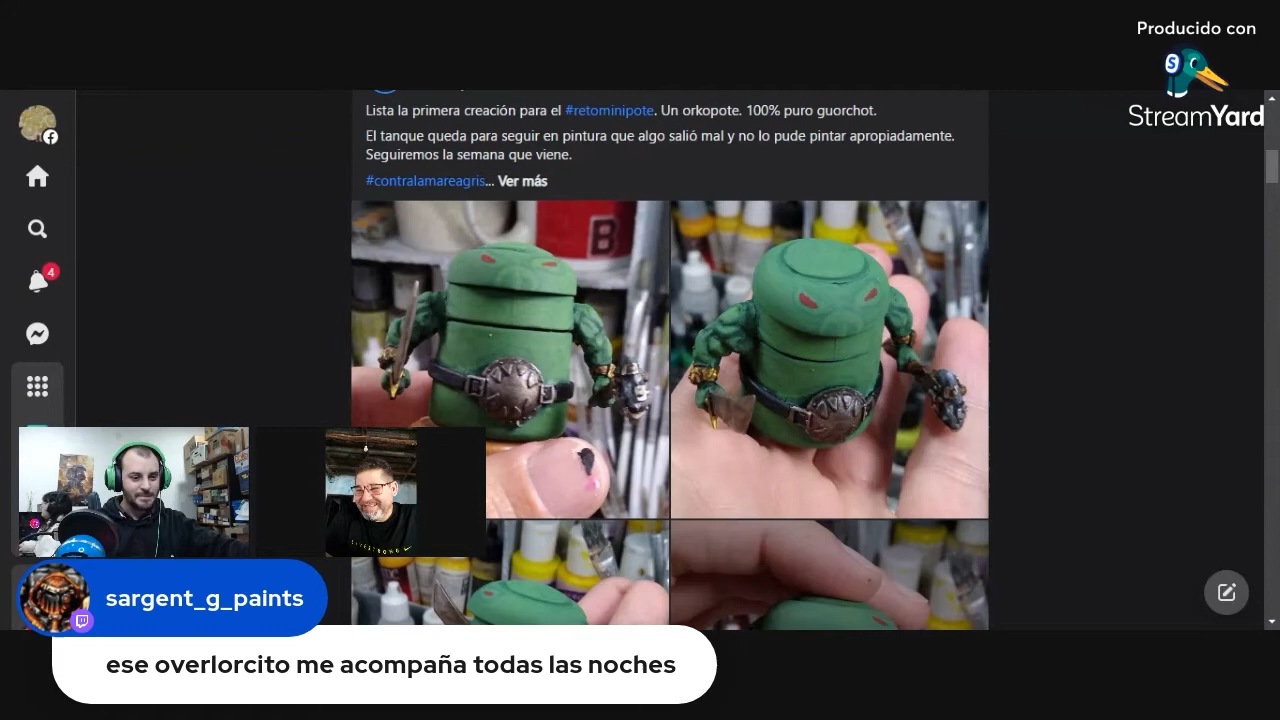 Producido con
StreamYard
Lista la primera creación para el #retominipote. Un orkopote. 100% puro guorchot.
El tanque queda para seguir en pintura que algo salió mal y no lo pude pintar apropiadamente.
Seguiremos la semana que viene.
#contralamareagris... Ver más
4
B
LIVESTRONG
sargent_g_paints
ese overlorcito me acompaña todas las noches